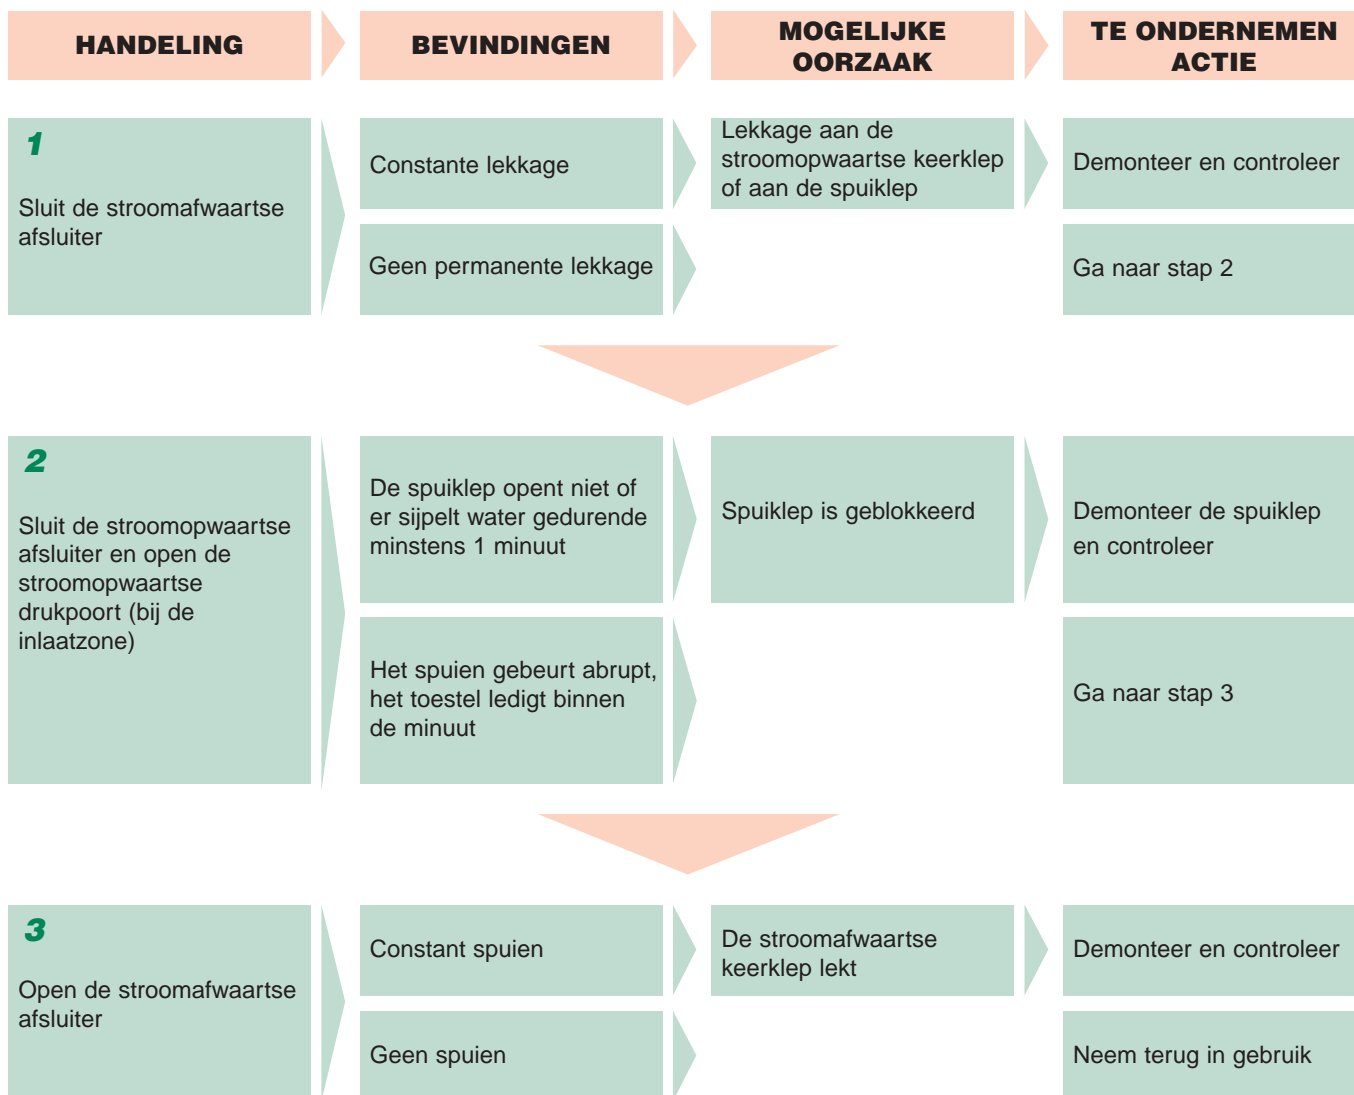 HANDELING
BEVINDINGEN
MOGELIJKE
OORZAAK
TE ONDERNEMEN
ACTIE
1
Sluit de stroomafwaartse
afsluiter
Constante lekkage
Lekkage aan de
stroomopwaartse keerklep
of aan de spuiklep
Demonteer en controleer
Geen permanente lekkage
Ga naar stap 2
2
Sluit de stroomopwaartse
afsluiter en open de
stroomopwaartse
drukpoort (bij de
inlaatzone)
De spuiklep opent niet of
er sijpelt water gedurende
minstens 1 minuut
Spuiklep is geblokkeerd
Demonteer de spuiklep
en controleer
Het spuien gebeurt abrupt,
het toestel ledigt binnen
de minuut
Ga naar stap 3
3
Open de stroomafwaartse
afsluiter
Constant spuien
De stroomafwaartse
keerklep lekt
Demonteer en controleer
Geen spuien
Neem terug in gebruik